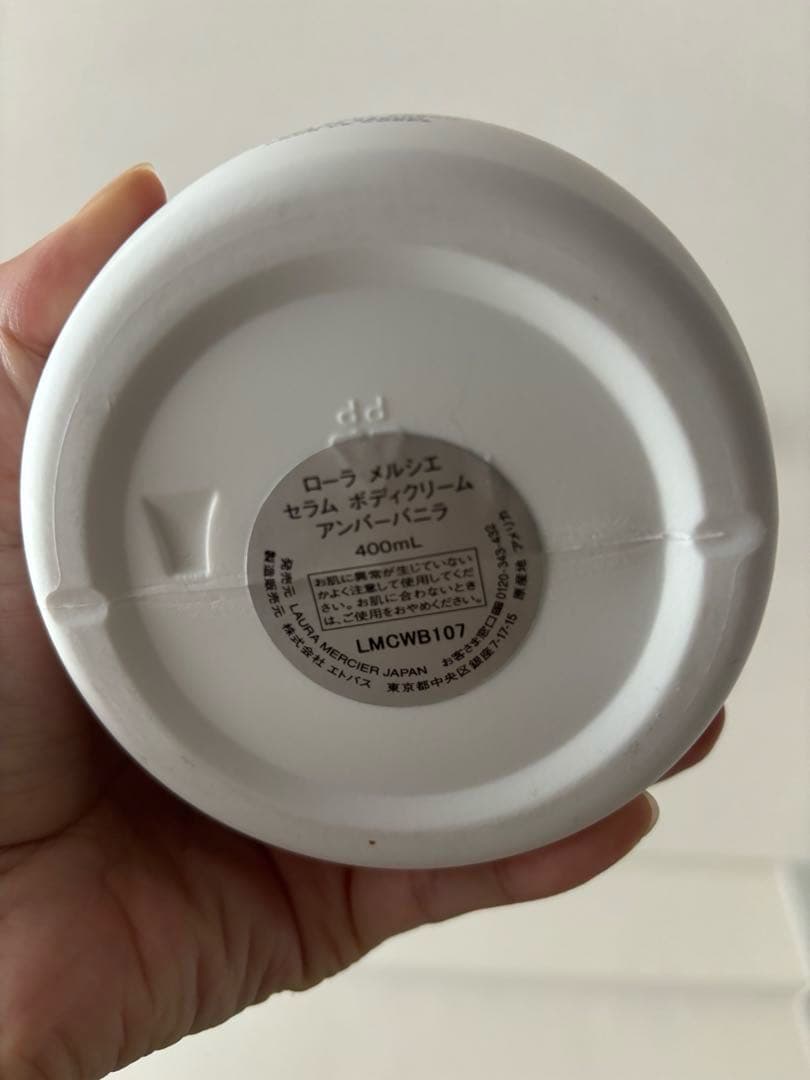 PP
ローラ メルシエ
セラム ボディクリーム
アンバーバニラ
400mL
お肌に異常が生じていない
かよく注意して使用してくだ
さい。お肌に合わないとき
は、ご使用をおやめください。
LMCWB107
発売元 LAURA MERCIER JAPAN お客さま窓口 0120-343-432
製造販売元 株式会社 エトバス 東京都中央区銀座7-17-15 原産地 アメリカ